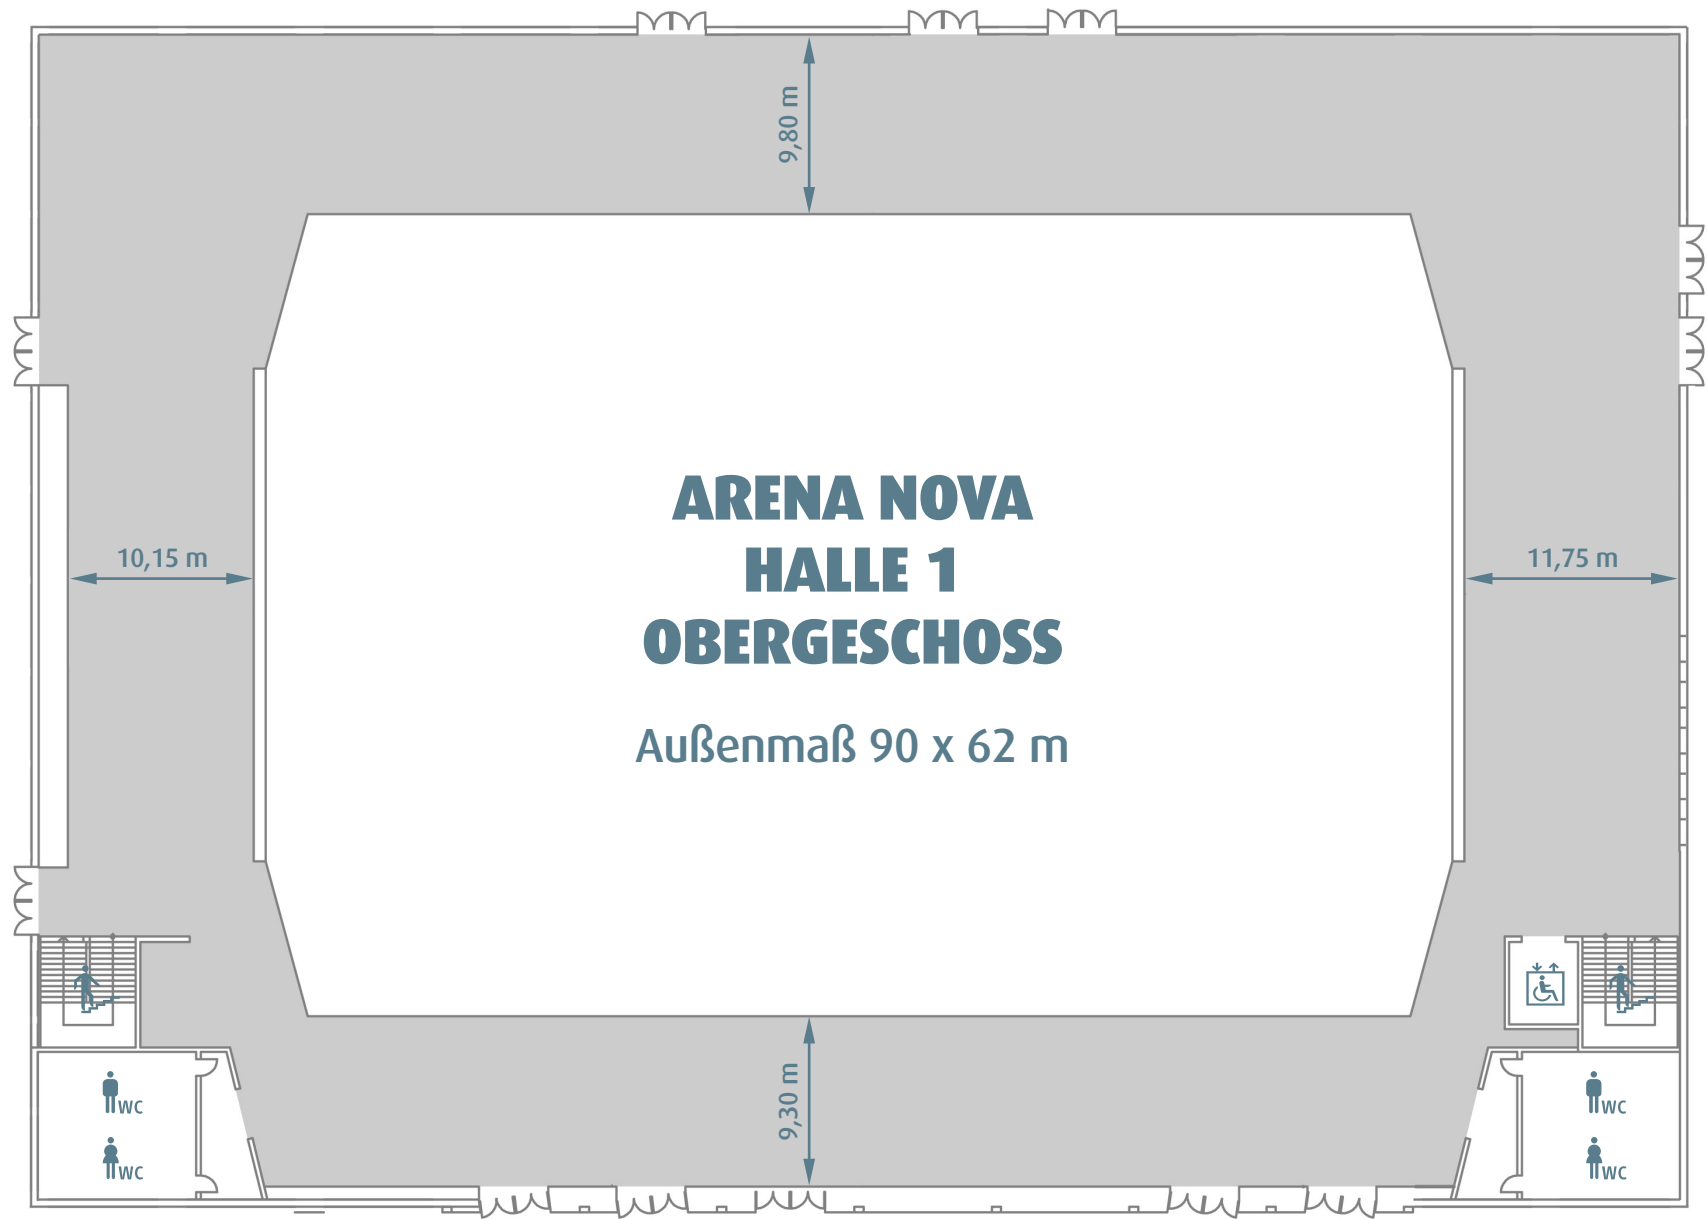 9,80 m
ARENA NOVA
HALLE 1
OBERGESCHOSS
Außenmaß 90 x 62 m
10,15 m
11,75 m
9,30 m
WC
WC
WC
WC